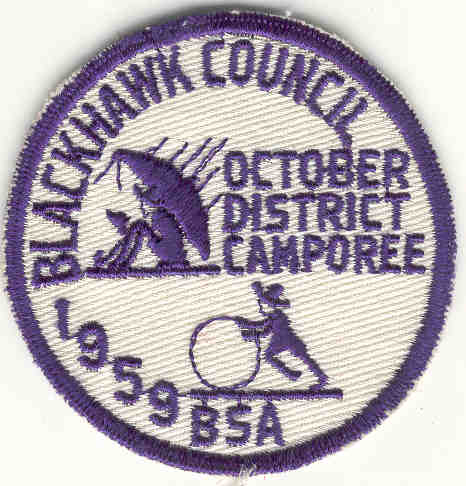 BLACKHAWK COUNCIL
OCTOBER
DISTRICT
CAMPOREE
1959
BSA